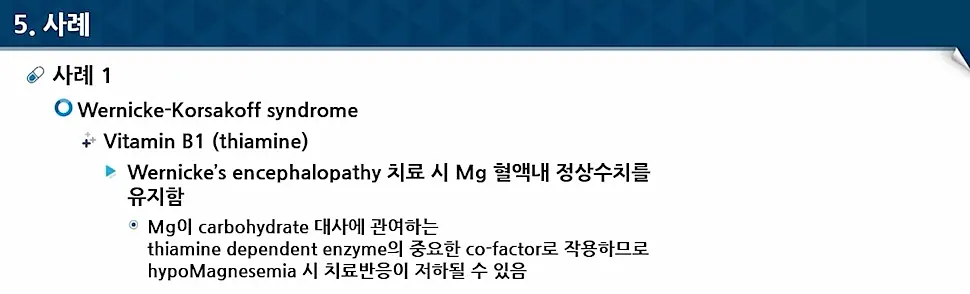 5. 사례
사례 1
Wernicke-Korsakoff syndrome
Vitamin B1 (thiamine)
Wernicke's encephalopathy 치료 시 Mg 혈액내 정상수치를
유지함
Mg이 carbohydrate 대사에 관여하는
thiamine dependent enzyme의 중요한 co-factor로 작용하므로
hypoMagnesemia 시 치료반응이 저하될 수 있음